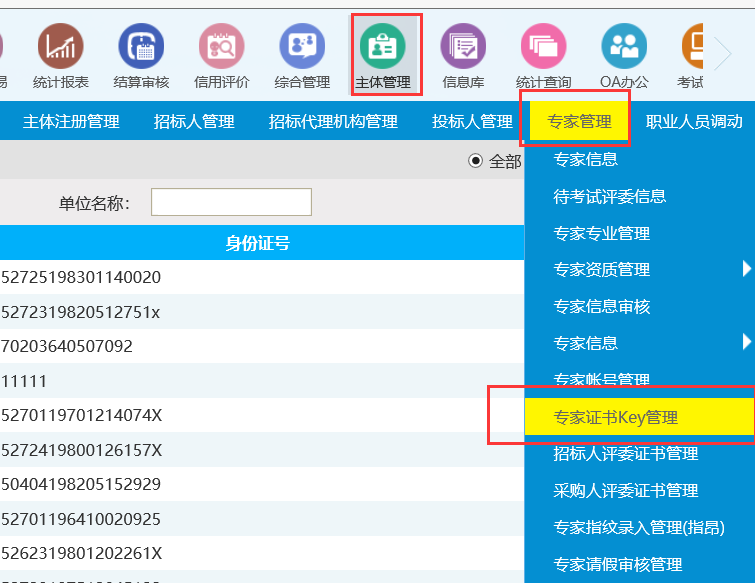 易 统计报表 结算审核 信用评价 综合管理 主体管理 信息库 统计查询 OA办公 考试
主体注册管理 招标人管理 招标代理机构管理 投标人管理 专家管理 职业人员调动
全部
单位名称：
身份证号
52725198301140020
5272319820512751x
70203640507092
11111
5270119701214074X
5272419800126157X
50404198205152929
52701196410020925
5262319801202261X
专家信息
待考试评委信息
专家专业管理
专家资质管理
专家信息审核
专家信息
专家帐号管理
专家证书Key管理
招标人评委证书管理
采购人评委证书管理
专家指纹录入管理(指昂)
专家请假审核管理